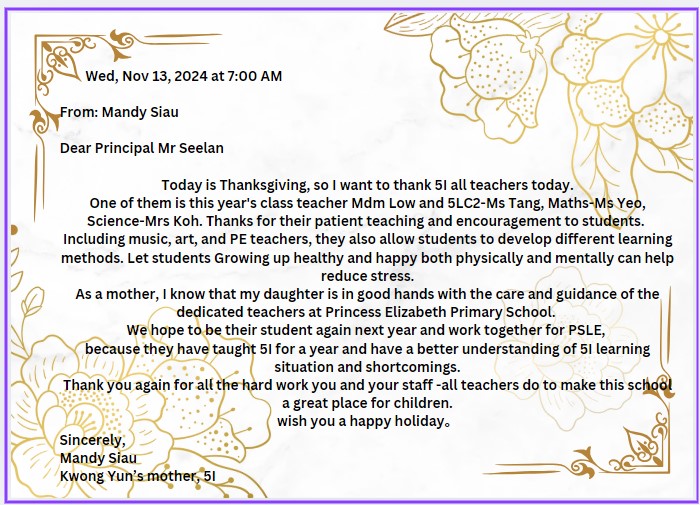 Wed, Nov 13, 2024 at 7:00 AM
From: Mandy Siau
Dear Principal Mr Seelan
Today is Thanksgiving, so I want to thank 5I all teachers today.
One of them is this year's class teacher Mdm Low and 5LC2-Ms Tang, Maths-Ms Yeo,
Science-Mrs Koh. Thanks for their patient teaching and encouragement to students.
Including music, art, and PE teachers, they also allow students to develop different learning
methods. Let students Growing up healthy and happy both physically and mentally can help
reduce stress.
As a mother, I know that my daughter is in good hands with the care and guidance of the
dedicated teachers at Princess Elizabeth Primary School.
We hope to be their student again next year and work together for PSLE,
because they have taught 5I for a year and have a better understanding of 5I learning
situation and shortcomings.
Thank you again for all the hard work you and your staff -all teachers do to make this school
a great place for children.
wish you a happy holiday。
Sincerely,
Mandy Siau
Kwong Yun's mother, 5I